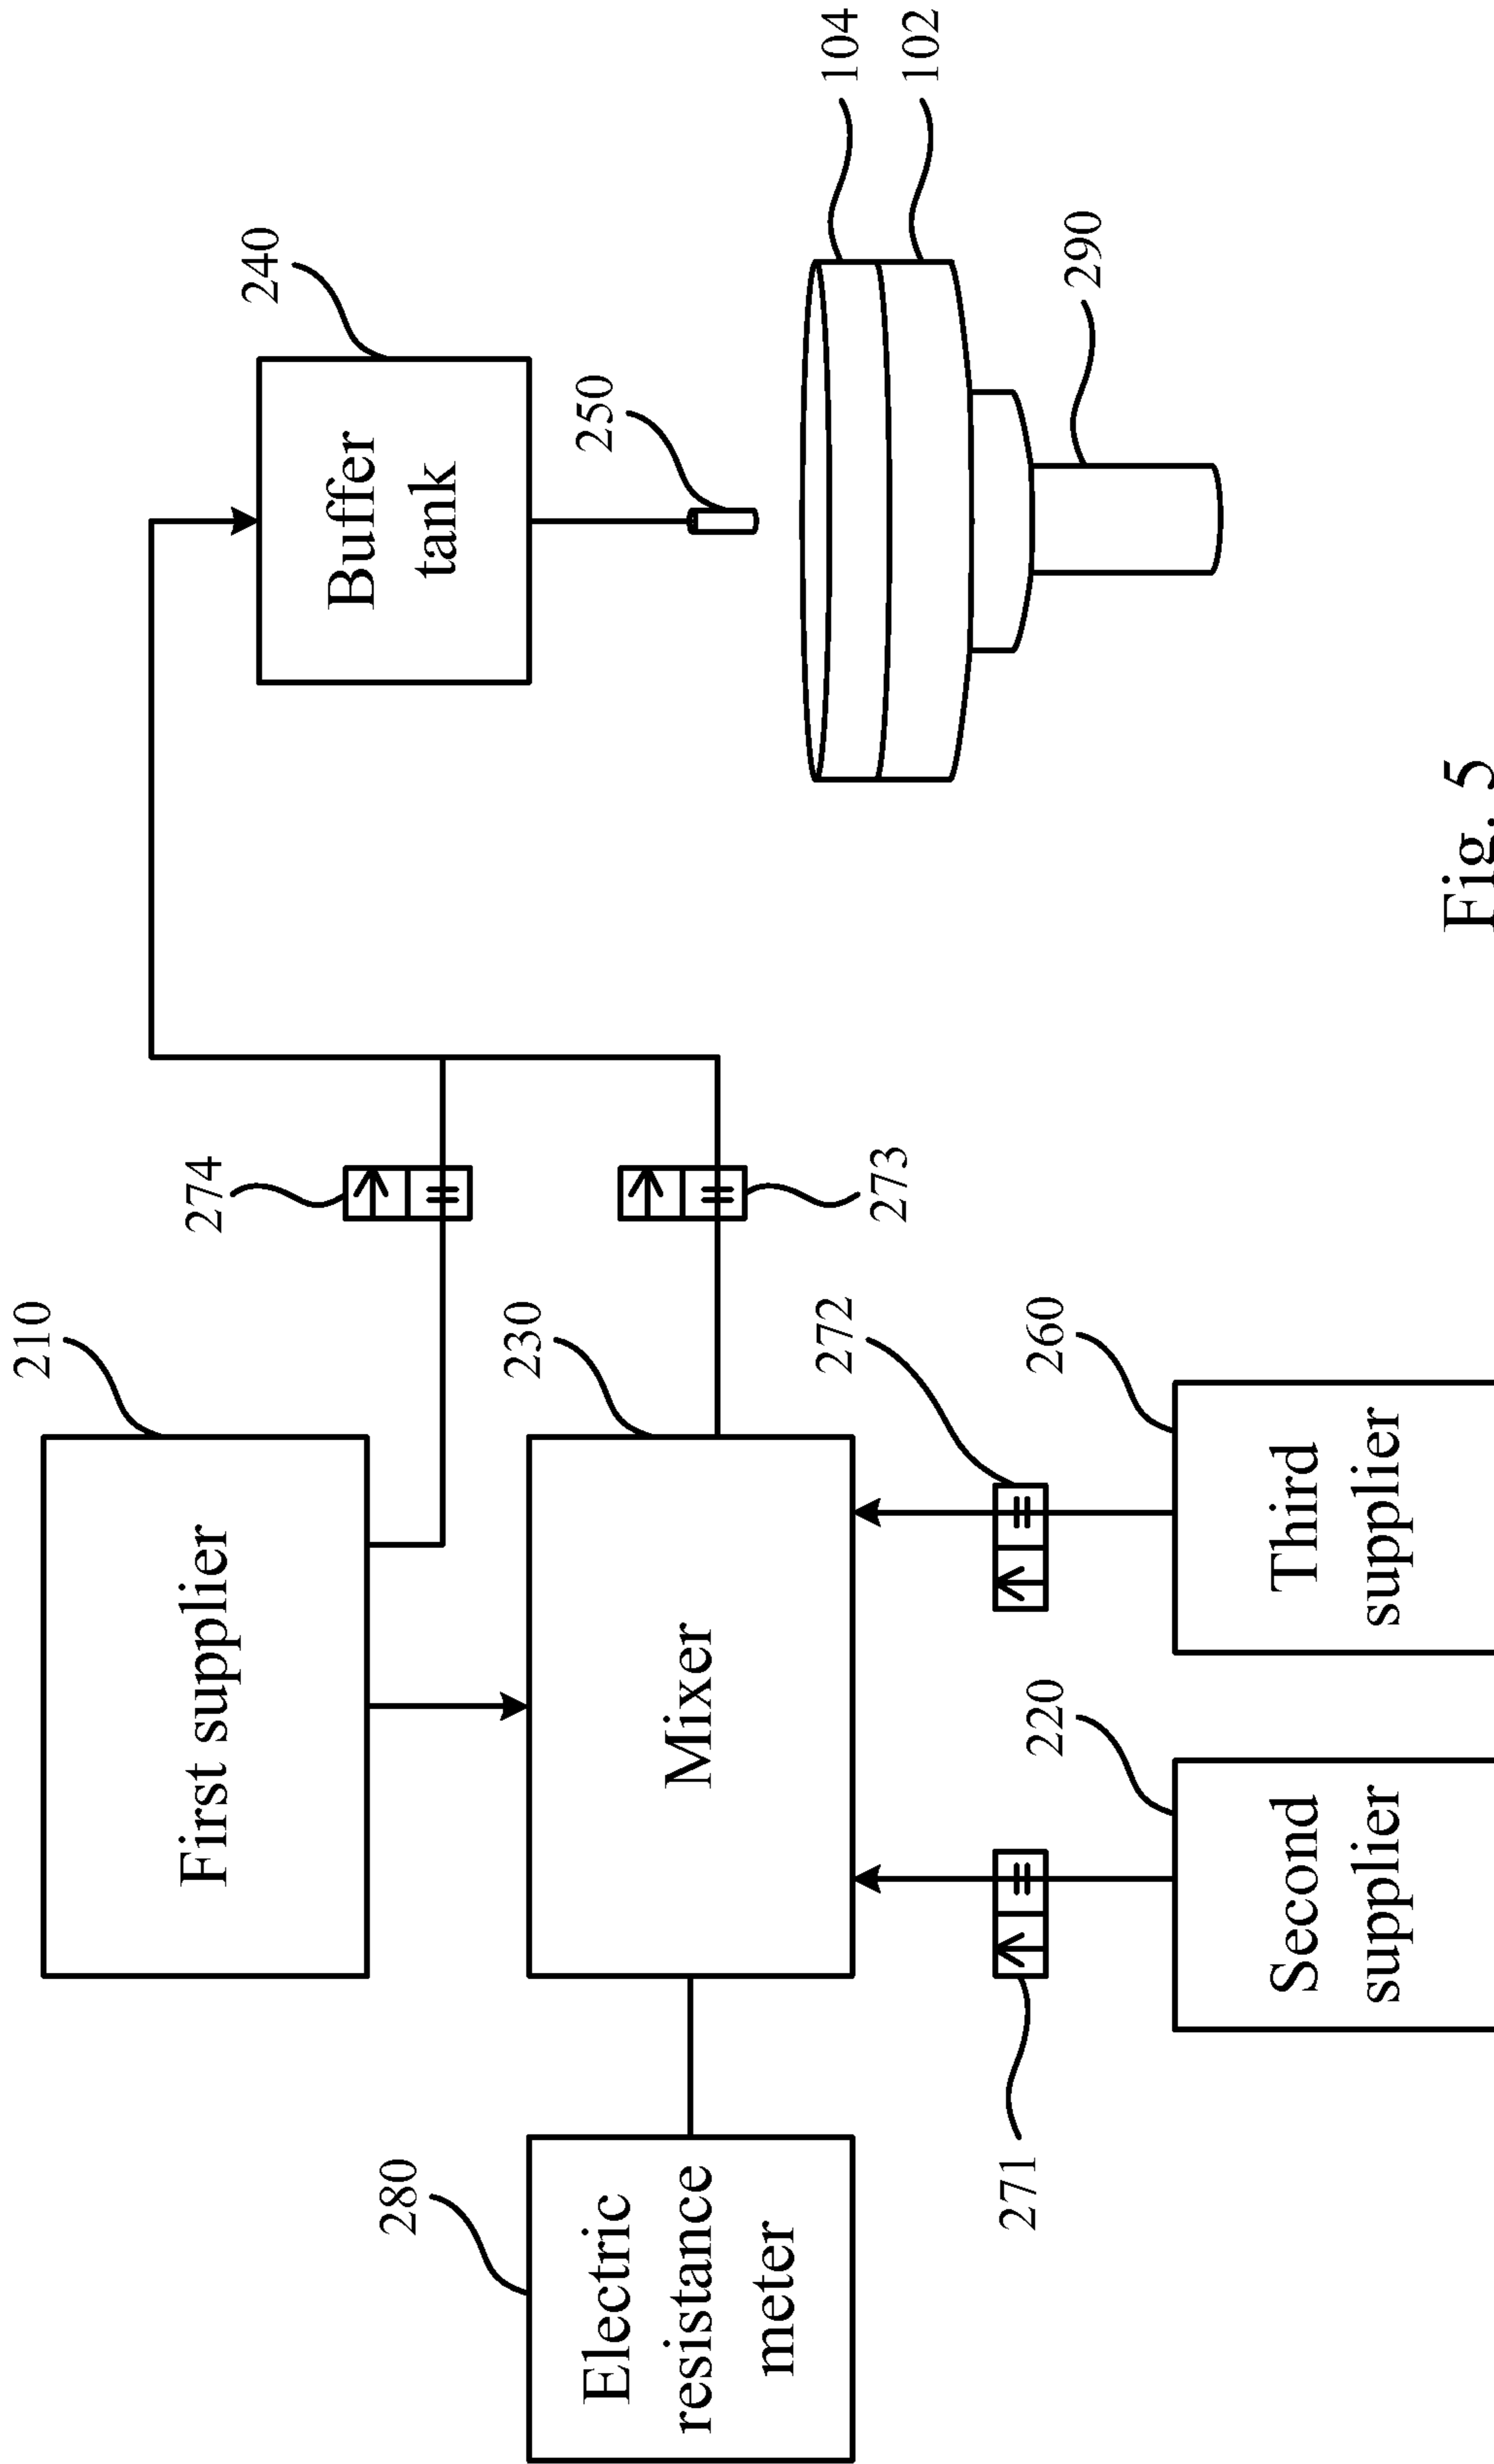 210
First supplier
274
240
Buffer
tank
280
Electric
resistance
meter
230
Mixer
273
250
104
102
271
272
220
Second
supplier
260
Third
supplier
290
Fig. 5